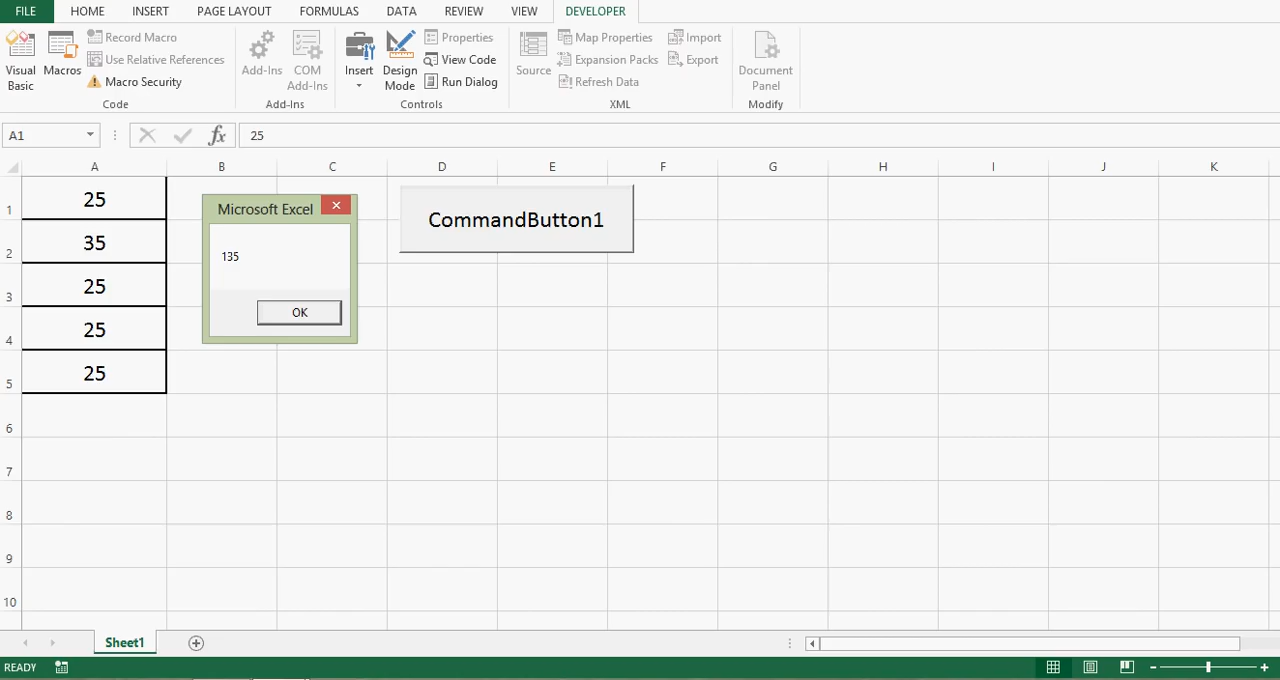 FILE HOME INSERT PAGE LAYOUT FORMULAS DATA REVIEW VIEW DEVELOPER
Visual Basic
Macros
Record Macro
Use Relative References
Macro Security
Code
Add-Ins
COM Add-Ins
Add-Ins
Insert
Design Mode
Properties
View Code
Run Dialog
Controls
Source
Map Properties
Expansion Packs
Refresh Data
Import
Export
XML
Document Panel
Modify
A1 fx 25
A B C D E F G H I J K
1 25
2 35
3 25
4 25
5 25
6
7
8
9
10
Microsoft Excel
135
OK
CommandButton1
Sheet1
READY